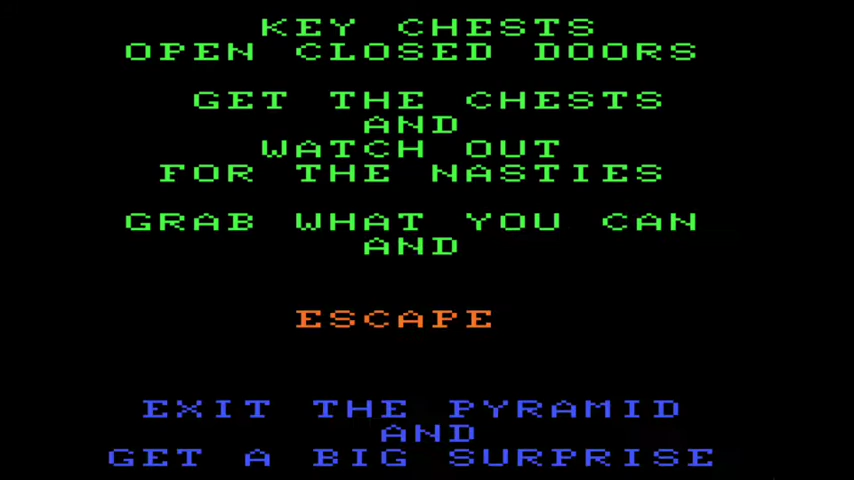 KEY CHESTS
OPEN CLOSED DOORS
GET THE CHESTS
AND
WATCH OUT
FOR THE NASTIES
GRAB WHAT YOU CAN
AND
ESCAPE
EXIT THE PYRAMID
AND
GET A BIG SURPRISE